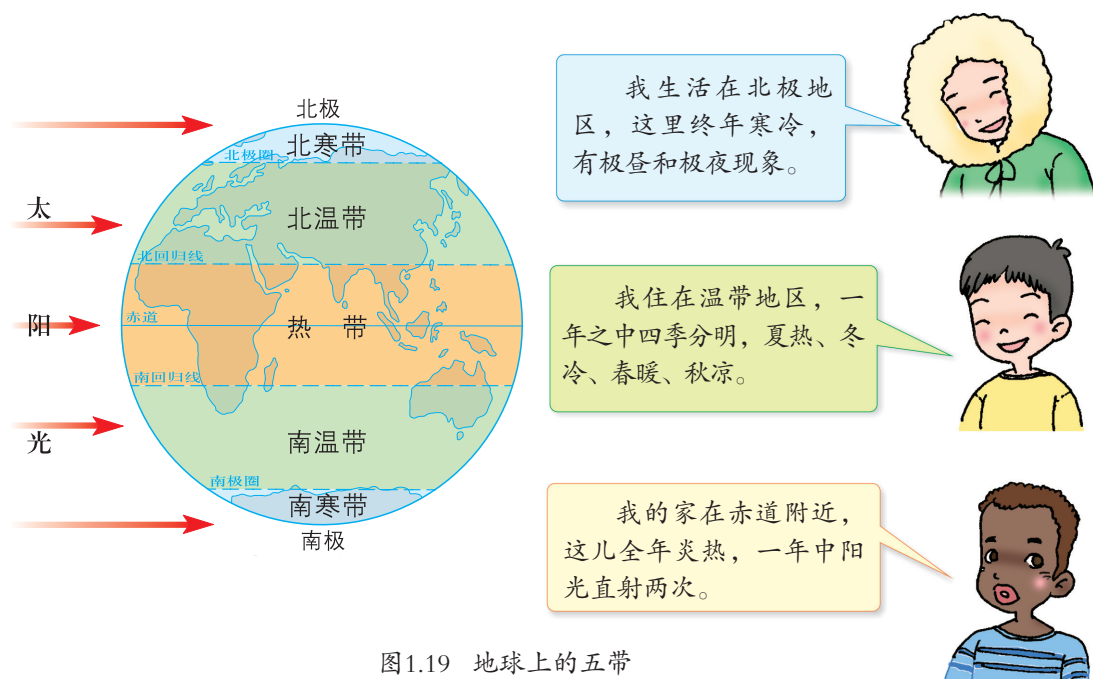 北极
北寒带
北极圈
太
北温带
北回归线
赤道
阳
热 带
南回归线
光
南温带
南极圈
南寒带
南极
我生活在北极地
区，这里终年寒冷，
有极昼和极夜现象。
我住在温带地区，一
年之中四季分明，夏热、冬
冷、春暖、秋凉。
我的家在赤道附近，
这儿全年炎热，一年中阳
光直射两次。
图1.19 地球上的五带